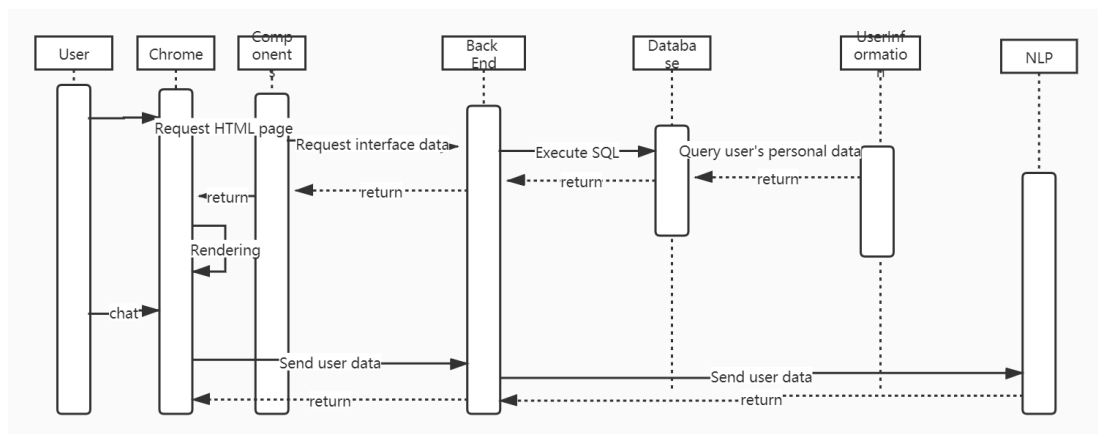 User
Chrome
Comp
onent
s
Back
End
Databa
se
UserInf
ormatio
n
NLP
Request HTML page
Request interface data
Execute SQL
Query user's personal data
return
return
return
return
Rendering
chat
Send user data
Send user data
return
return